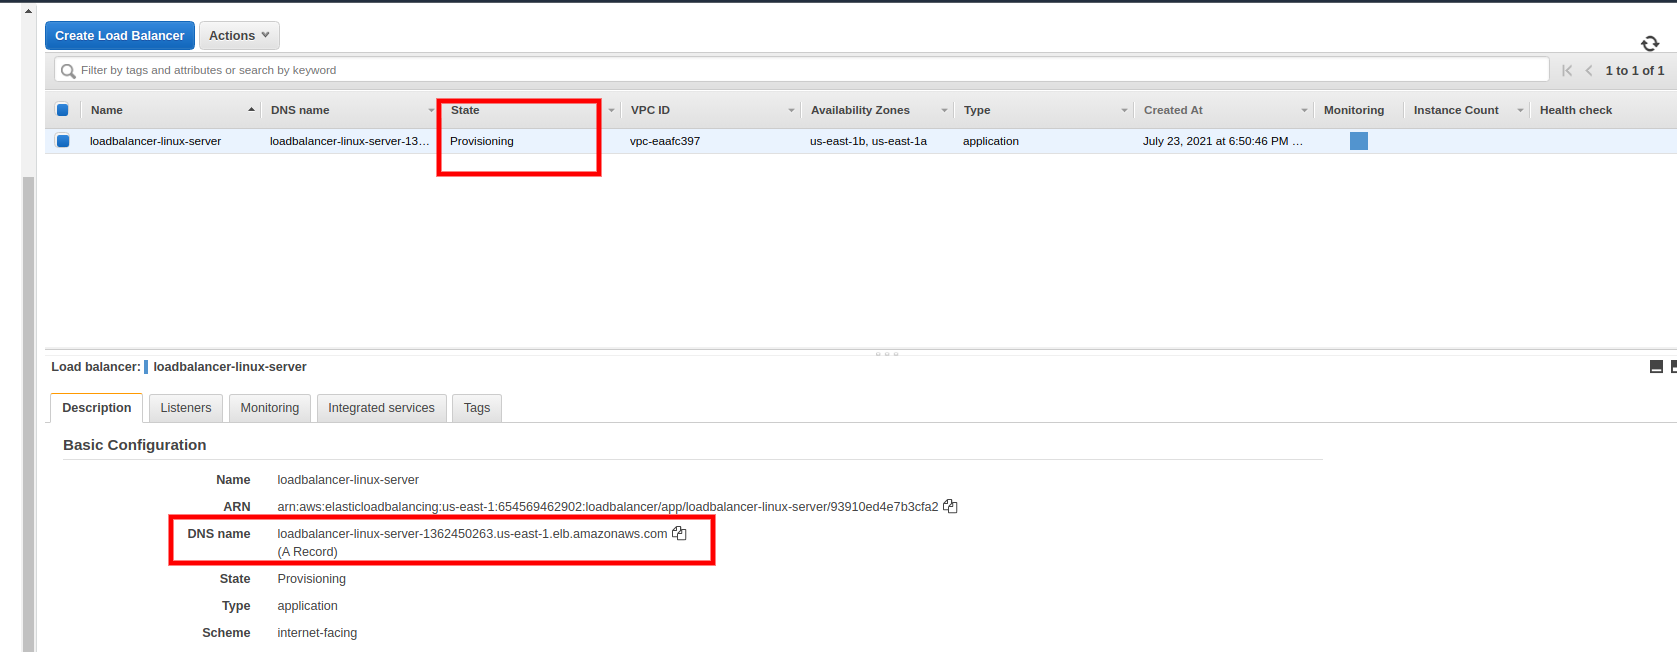 Create Load Balancer Actions
Filter by tags and attributes or search by keyword 1 to 1 of 1
Name DNS name State VPC ID Availability Zones Type Created At Monitoring Instance Count Health check
loadbalancer-linux-server loadbalancer-linux-server-13... Provisioning vpc-eaafc397 us-east-1b, us-east-1a application July 23, 2021 at 6:50:46 PM ...
Load balancer: loadbalancer-linux-server
Description Listeners Monitoring Integrated services Tags
Basic Configuration
Name loadbalancer-linux-server
ARN arn:aws:elasticloadbalancing:us-east-1:654569462902:loadbalancer/app/loadbalancer-linux-server/93910ed4e7b3cfa2
DNS name loadbalancer-linux-server-1362450263.us-east-1.elb.amazonaws.com
(A Record)
State Provisioning
Type application
Scheme internet-facing